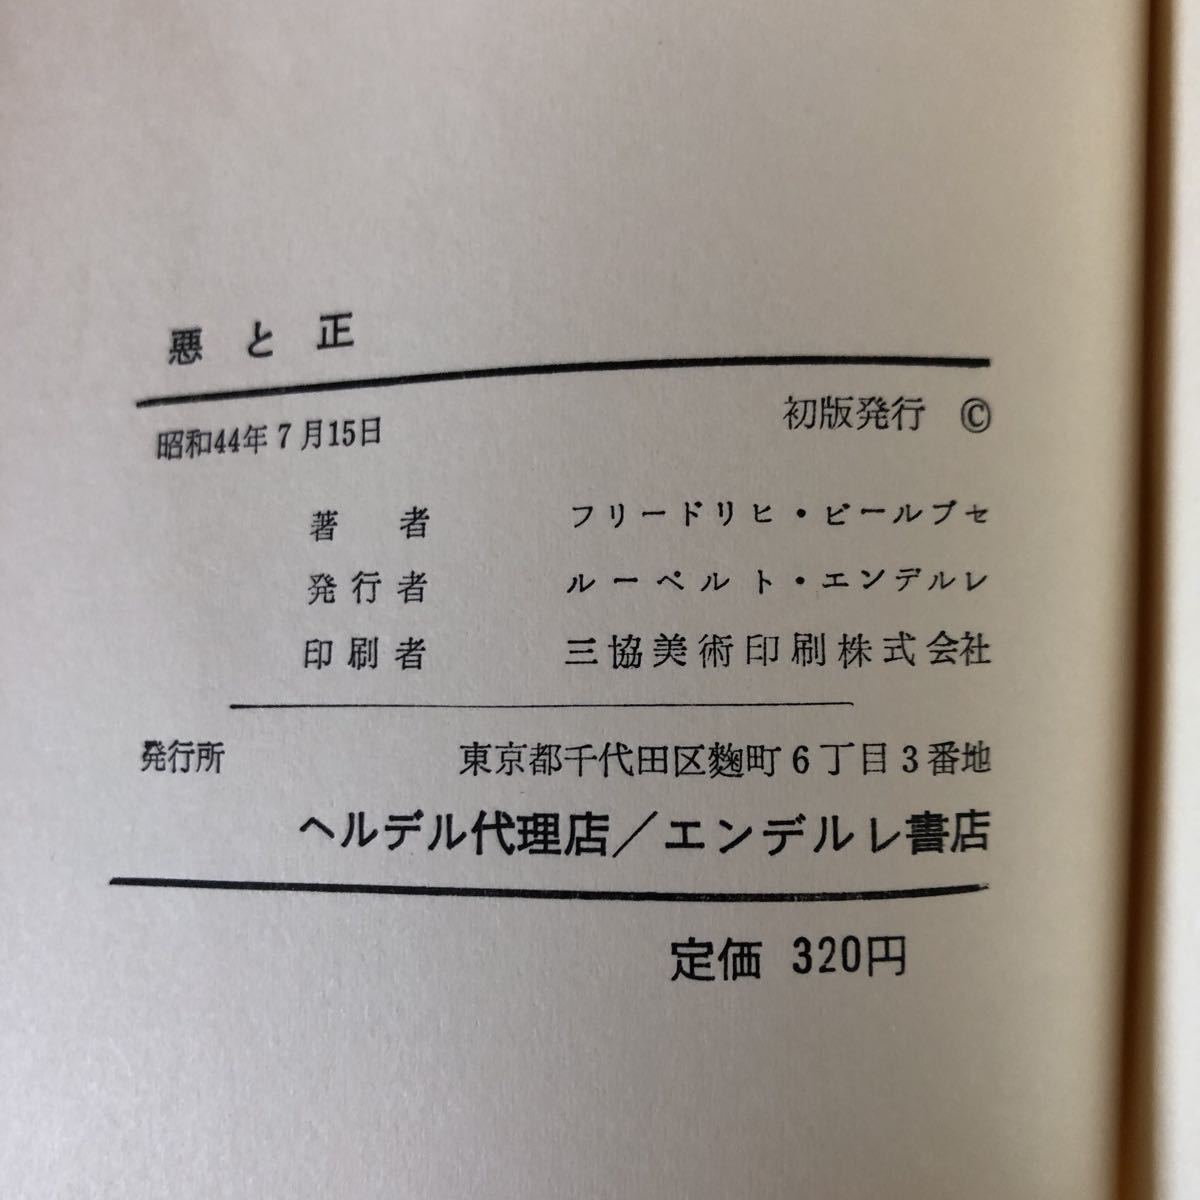 悪と正
昭和44年7月15日 初版発行 ©
著者 フリードリヒ・ビールブセ
発行者 ルーペルト・エンデルレ
印刷者 三協美術印刷株式会社
発行所 東京都千代田区麴町6丁目3番地
ヘルデル代理店/エンデルレ書店
定価 320円